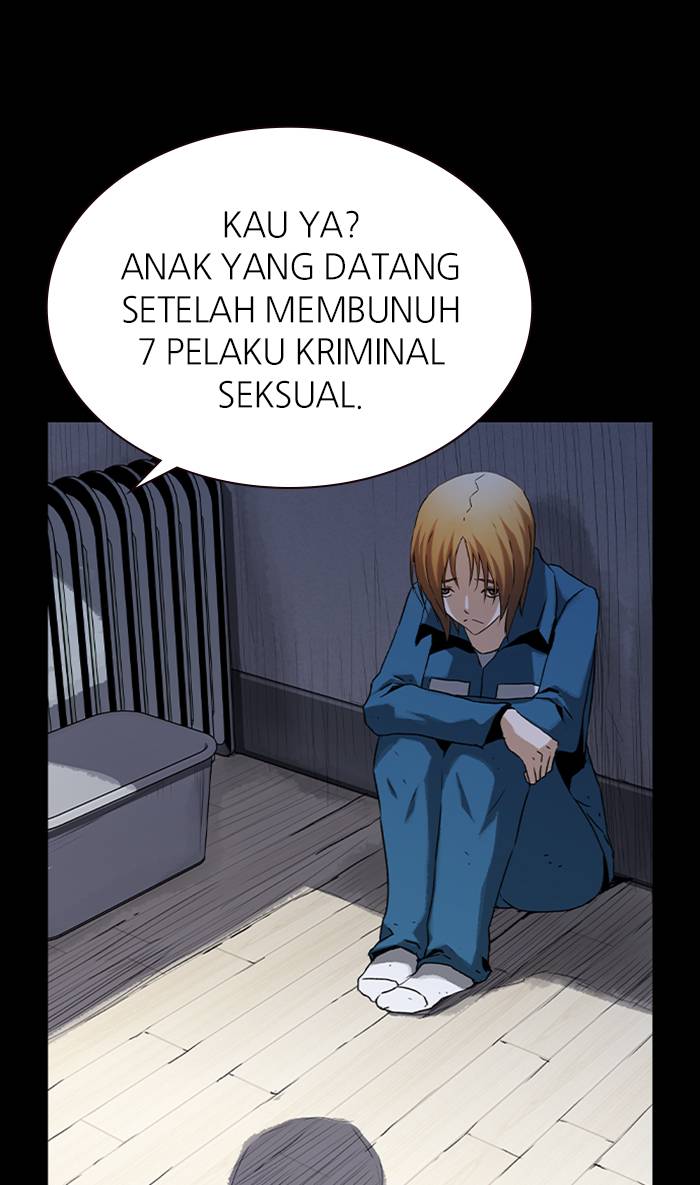 KAU YA?
ANAK YANG DATANG
SETELAH MEMBUNUH
7 PELAKU KRIMINAL
SEKSUAL.